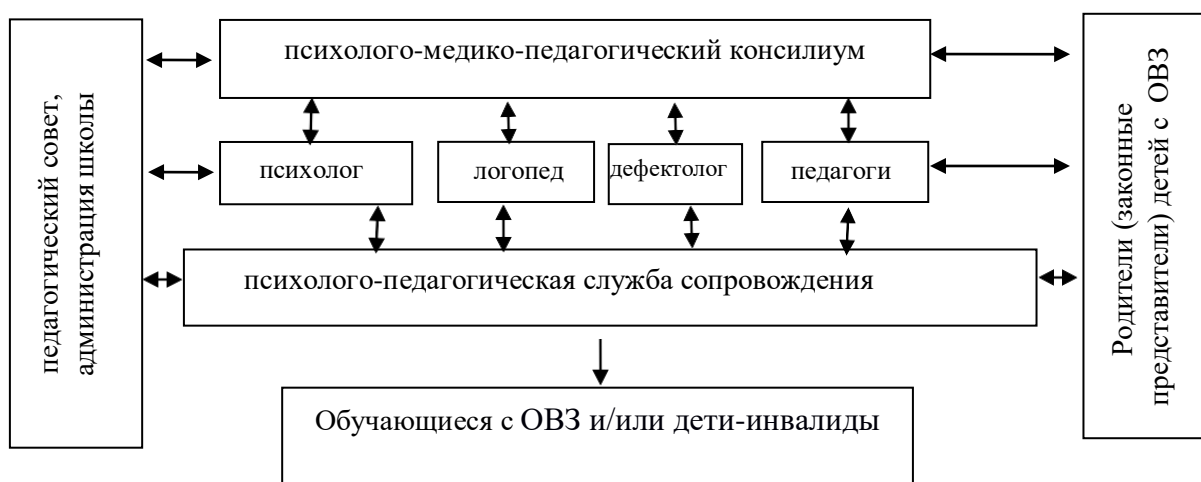 педагогический совет,
администрация школы
психолого-медико-педагогический консилиум
психолог
логопед
дефектолог
педагоги
психолого-педагогическая служба сопровождения
Обучающиеся с ОВЗ и/или дети-инвалиды
Родители (законные
представители) детей с ОВЗ